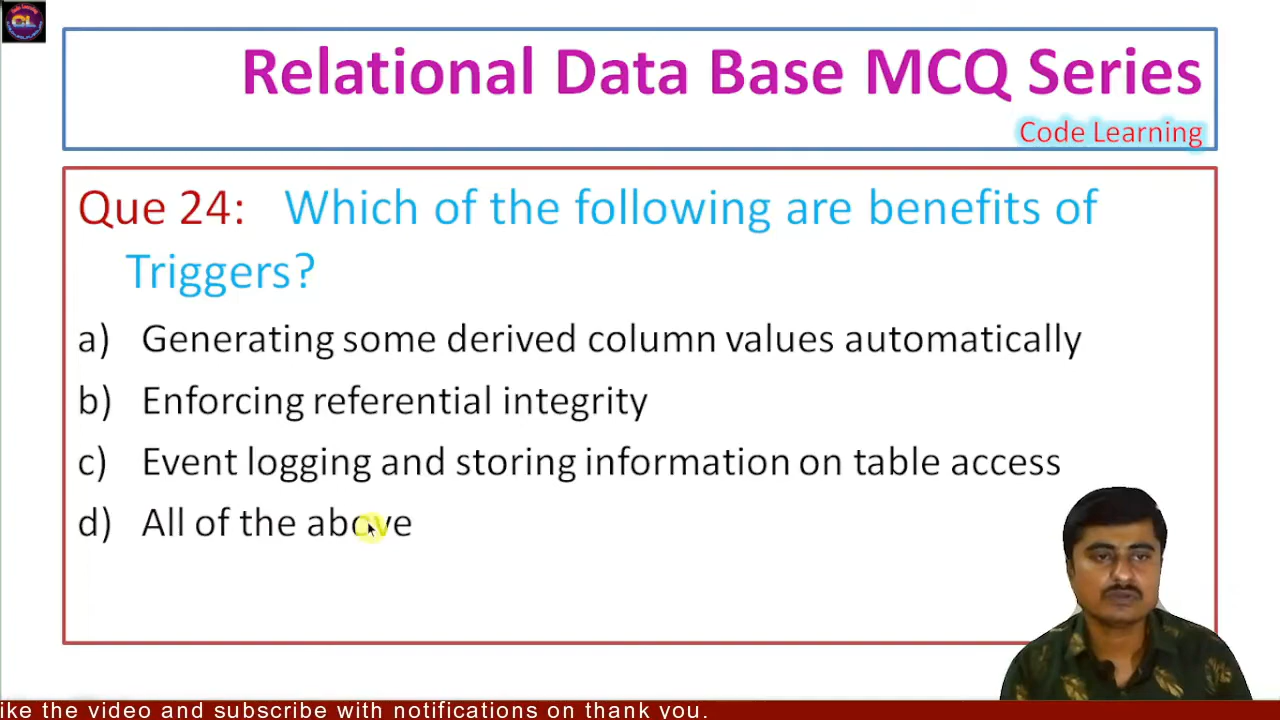 Relational Data Base MCQ Series
Code Learning
Que 24: Which of the following are benefits of
Triggers?
a) Generating some derived column values automatically
b) Enforcing referential integrity
c) Event logging and storing information on table access
d) All of the above
ike the video and subscribe with notifications on thank you.